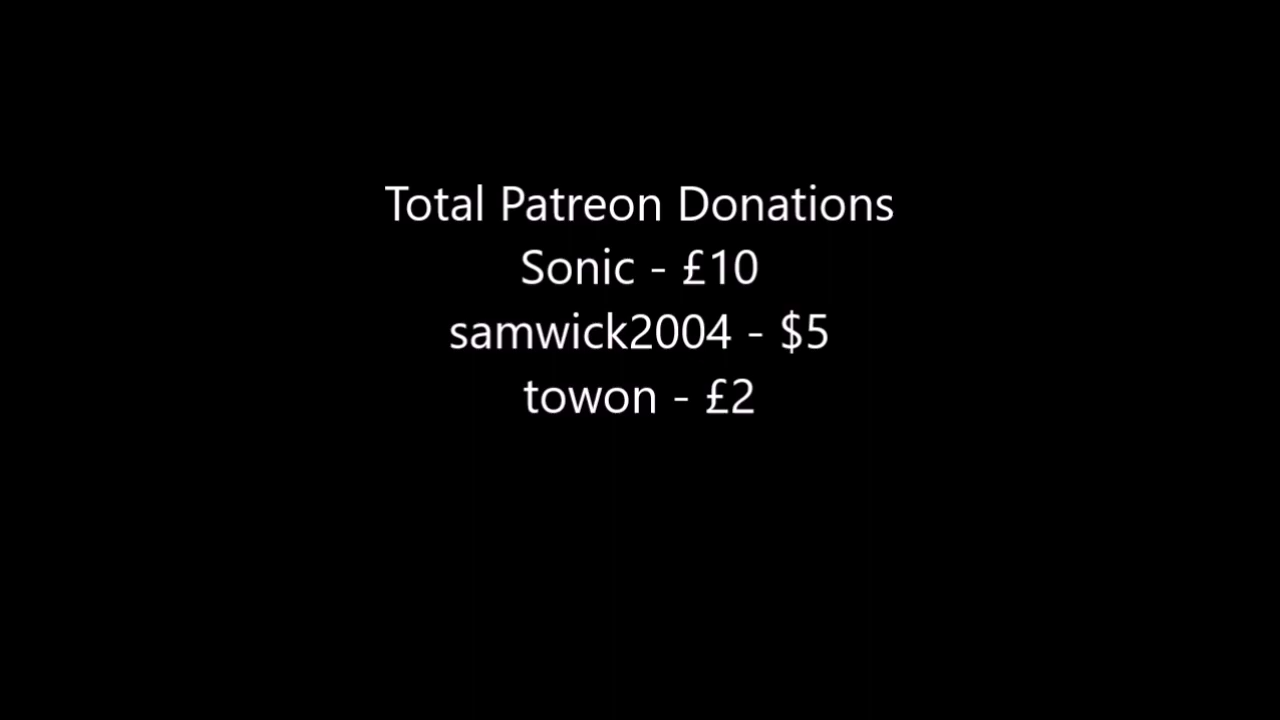 Total Patreon Donations
Sonic - £10
samwick2004 - $5
towon - £2